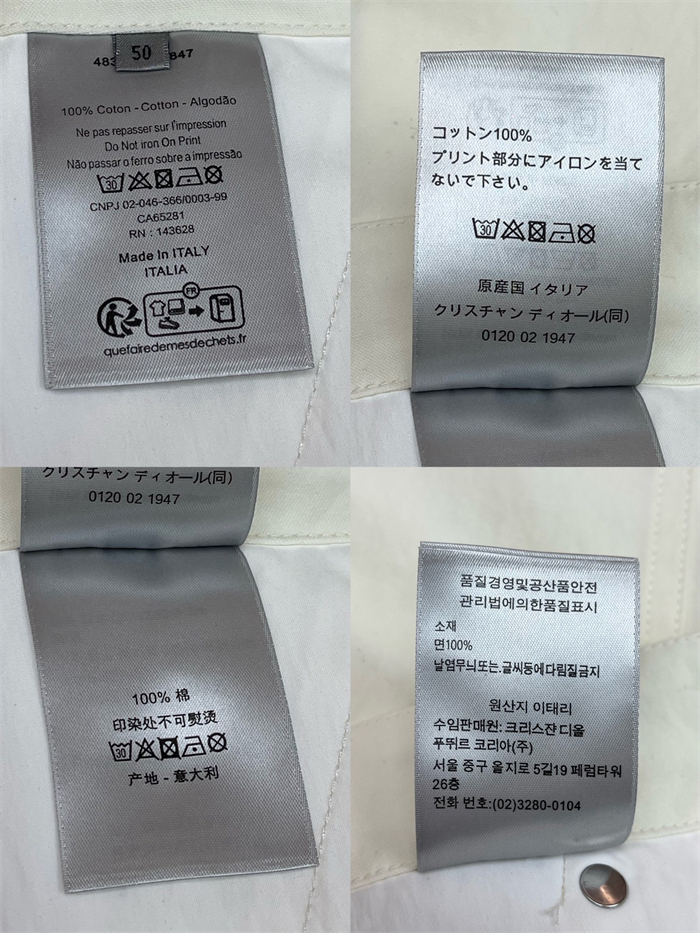 50
483 847
100% Coton - Cotton - Algodão
Ne pas repasser sur l'impression
Do Not Iron On Print
Não passar o ferro sobre a impressão
30
CNPJ 02-046-366/0003-99
CA65281
RN : 143628
Made In ITALY
ITALIA
FR
quefairedemesdechets.fr
コットン100%
プリント部分にアイロンを当て
ないで下さい。
30
原産国 イタリア
クリスチャン ディオール(同)
0120 02 1947
クリスチャン ディオール(同)
0120 02 1947
100% 棉
印染处不可熨烫
30
产地 - 意大利
품질경영및공산품안전
관리법에의한품질표시
소재
면100%
날염무늬또는.글씨등에다림질금지
원산지 이태리
수입판매원: 크리스챤 디올
꾸뛰르 코리아(주)
서울 중구 을지로 5길19 페럼타워
26층
전화 번호:(02)3280-0104